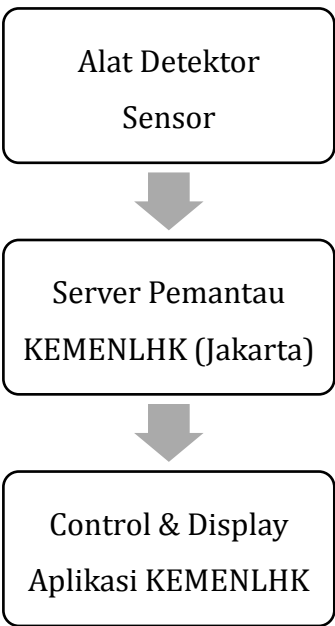 Alat Detektor
Sensor
Server Pemantau
KEMENLHK (Jakarta)
Control & Display
Aplikasi KEMENLHK